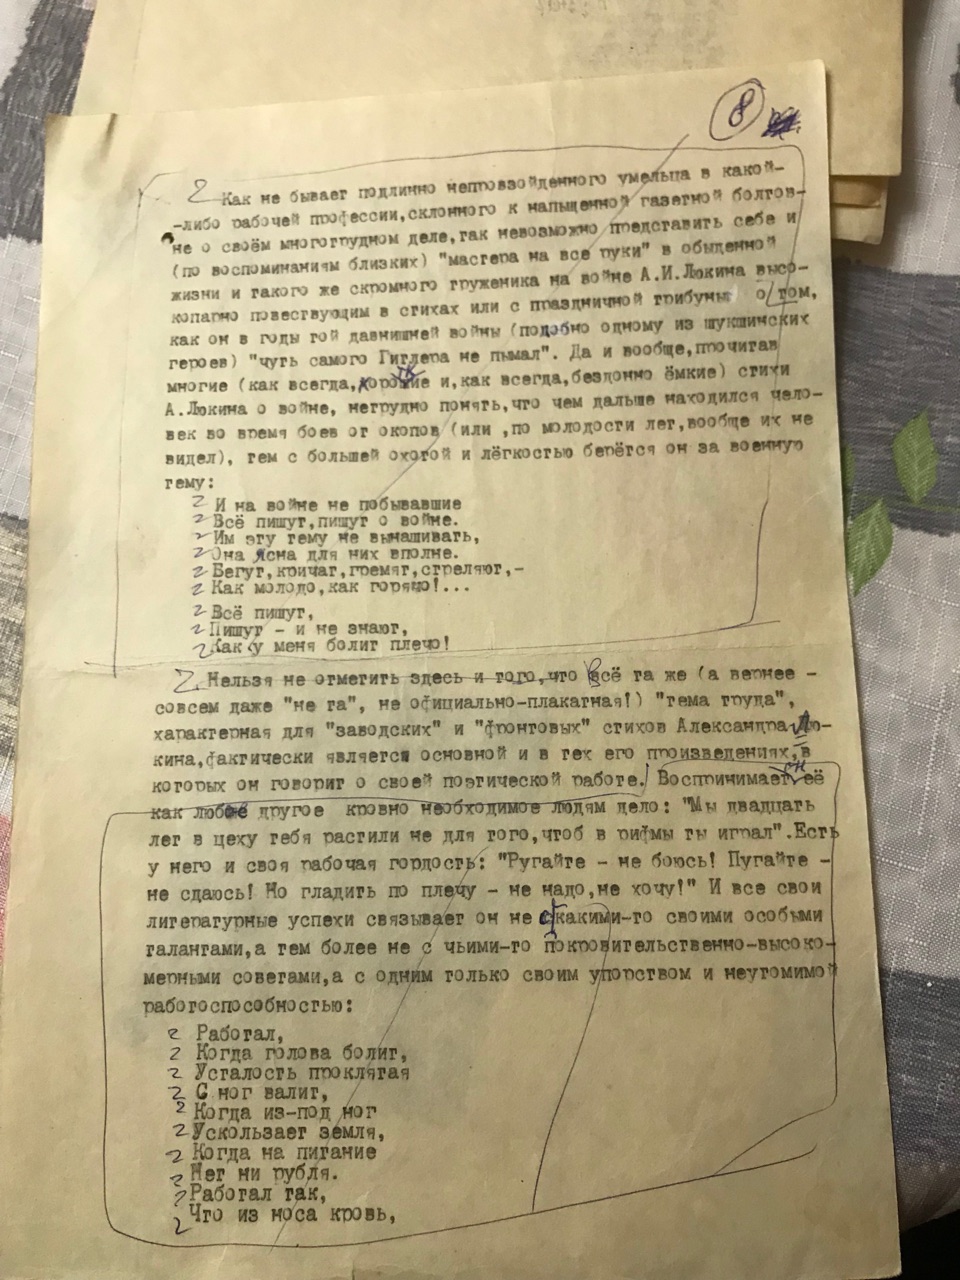 8
Как не бывает подлинно непревзойденного умельца в какой-
-либо рабочей профессии,склонного к напыщенной газетной болтов-
не о своём многотрудном деле,так невозможно представить себе и
(по воспоминаниям близких) "мастера на все руки" в обыденной
жизни и такого же скромного труженика на войне А.И.Люкина высо-
копарно повествующим в стихах или с праздничной трибуны о том,
как он в годы той давнишней войны (подобно одному из шукшинских
героев) "чуть самого Гитлера не пымал". Да и вообще,прочитав
многие (как всегда, и,как всегда,бездонно ёмкие) стихи
А.Люкина о войне, нетрудно понять,что чем дальше находился чело-
век во время боев от окопов (или ,по молодости лет,вообще их не
видел), тем с большей охотой и лёгкостью берётся он за военную
тему:
И на войне не побывавшие
Всё пишут,пишут о войне.
Им эту тему не вынашивать,
Она ясна для них вполне.
Бегут,кричат,гремят,стреляют,-
Как молодо,как горячо!...
Всё пишут,
Пишут - и не знают,
Как у меня болит плечо!
Нельзя не отметить здесь и того,что всё та же (а вернее -
совсем даже "не та", не официально-плакатная!) "тема труда",
характерная для "заводских" и "фронтовых" стихов Александра Лю-
кина,фактически является основной и в тех его произведениях,в
которых он говорит о своей поэтической работе. Воспринимает он её
как любое другое кровно необходимое людям дело: "Мы двадцать
лет в цеху тебя растили не для того,чтоб в рифмы ты играл".Есть
у него и своя рабочая гордость: "Ругайте - не боюсь! Пугайте -
не сдаюсь! Но гладить по плечу - не надо,не хочу!" И все свои
литературные успехи связывает он не с какими-то своими особыми
талантами,а тем более не с чьими-то покровительственно-высоко-
мерными советами,а с одним только своим упорством и неутомимой
работоспособностью:
Работал,
Когда голова болит,
Усталость проклятая
С ног валит,
Когда из-под ног
Ускользает земля,
Когда на питание
Нет ни рубля.
Работал так,
Что из носа кровь,